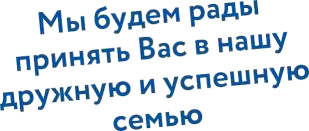 Мы будем рады
принять Вас в нашу
дружную и успешную
семью